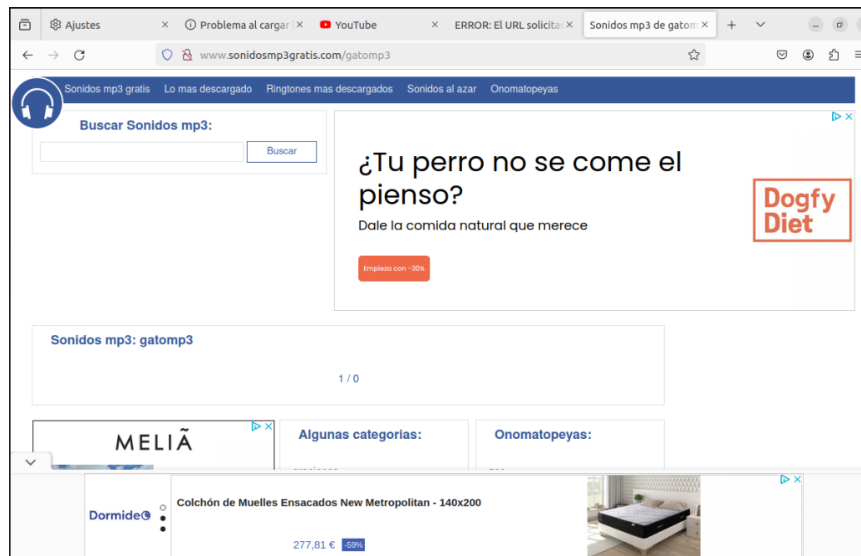 Ajustes
Problema al cargar
YouTube
ERROR: El URL solicitad
Sonidos mp3 de gatom
www.sonidosmp3gratis.com/gatomp3
Sonidos mp3 gratis
Lo mas descargado
Ringtones mas descargados
Sonidos al azar
Onomatopeyas
Buscar Sonidos mp3:
Buscar
¿Tu perro no se come el
pienso?
Dale la comida natural que merece
Empieza con -30%
Dogfy
Diet
Sonidos mp3: gatomp3
1 / 0
MELIÃ
Algunas categorias:
Onomatopeyas:
Dormideo
Colchón de Muelles Ensacados New Metropolitan - 140x200
277,81 €
-59%